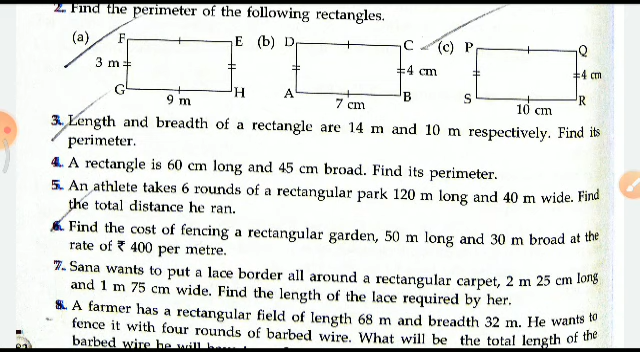 2. Find the perimeter of the following rectangles.
(a) F E (b) D C (c) P Q
3 m 4 cm 4 cm
G H A B S R
9 m 7 cm 10 cm
3. Length and breadth of a rectangle are 14 m and 10 m respectively. Find its
perimeter.
4. A rectangle is 60 cm long and 45 cm broad. Find its perimeter.
5. An athlete takes 6 rounds of a rectangular park 120 m long and 40 m wide. Find
the total distance he ran.
6. Find the cost of fencing a rectangular garden, 50 m long and 30 m broad at the
rate of ₹ 400 per metre.
7. Sana wants to put a lace border all around a rectangular carpet, 2 m 25 cm long
and 1 m 75 cm wide. Find the length of the lace required by her.
8. A farmer has a rectangular field of length 68 m and breadth 32 m. He wants to
fence it with four rounds of barbed wire. What will be the total length of the
barbed wire he will